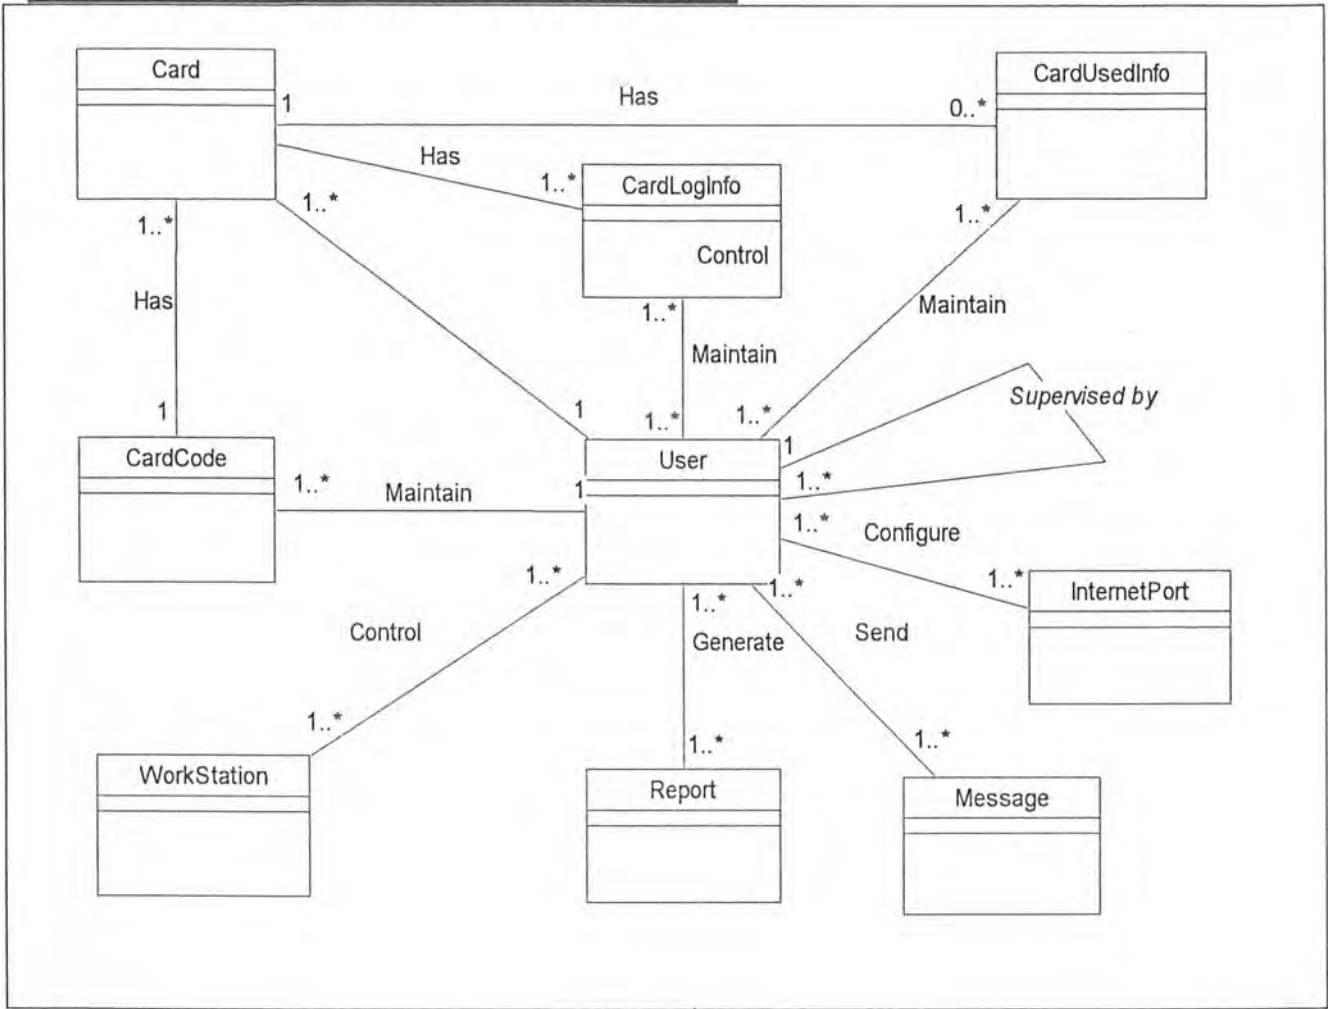 Card
CardUsedInfo
1
Has
0..*
Has
1..*
CardLogInfo
1..*
1..*
1..*
Control
Has
1..*
Maintain
Maintain
1
1
1..*
1..*
Supervised by
1
CardCode
User
1..*
Maintain
1
1..*
1..*
Configure
1..*
1..*
1..*
1..*
InternetPort
Control
Generate
Send
1..*
1..*
1..*
WorkStation
Report
Message